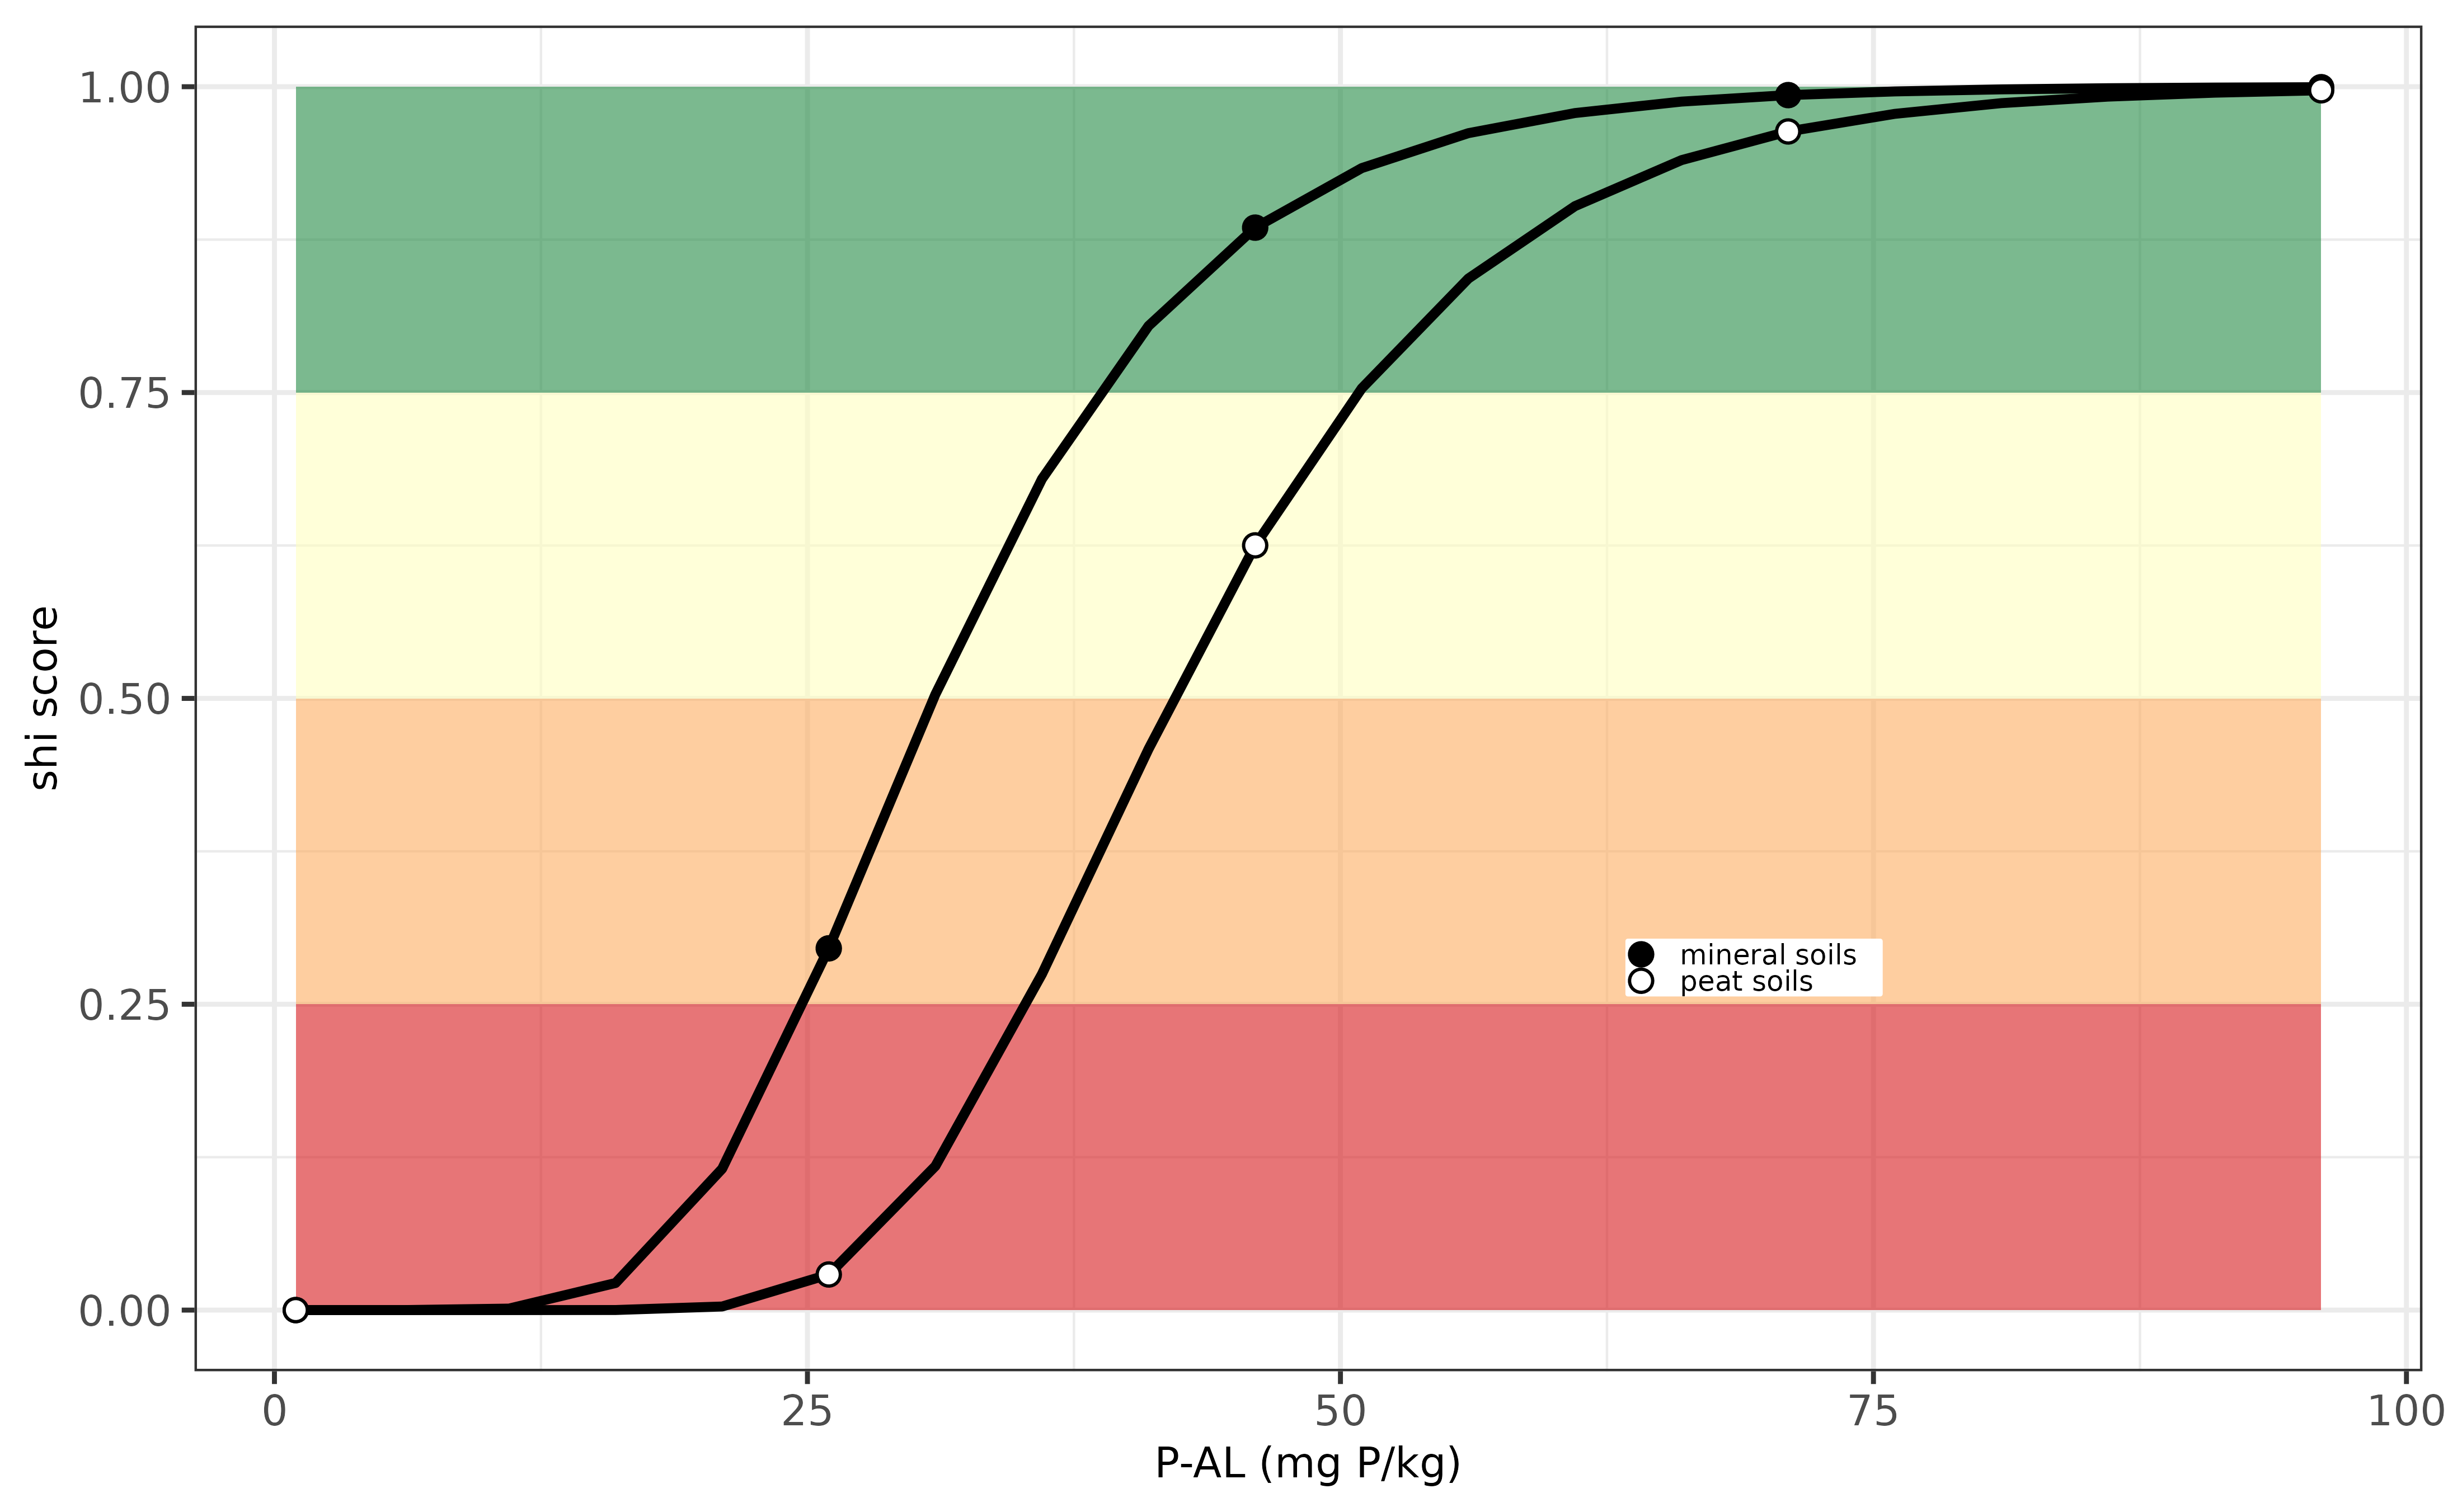 1.00
0.75
0.50
0.25
0.00
shi score
mineral soils
peat soils
0 25 50 75 100
P-AL (mg P/kg)